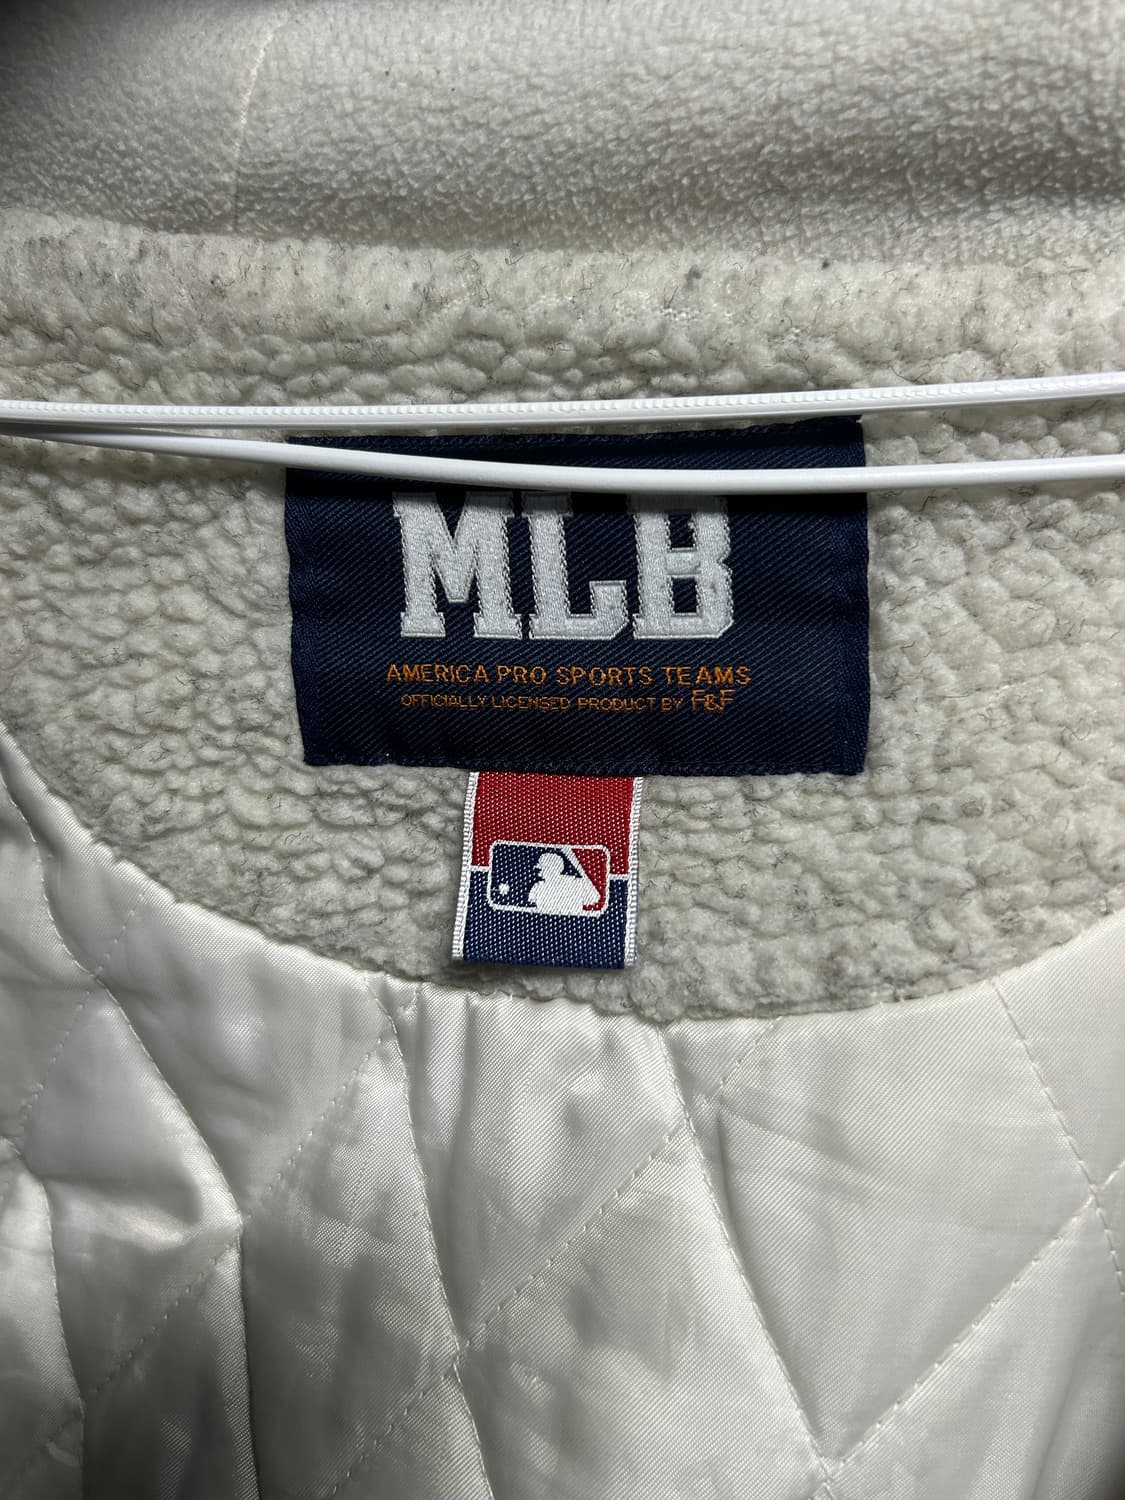 MLB
AMERICA PRO SPORTS TEAMS
OFFICIALLY LICENSED PRODUCT BY F&F